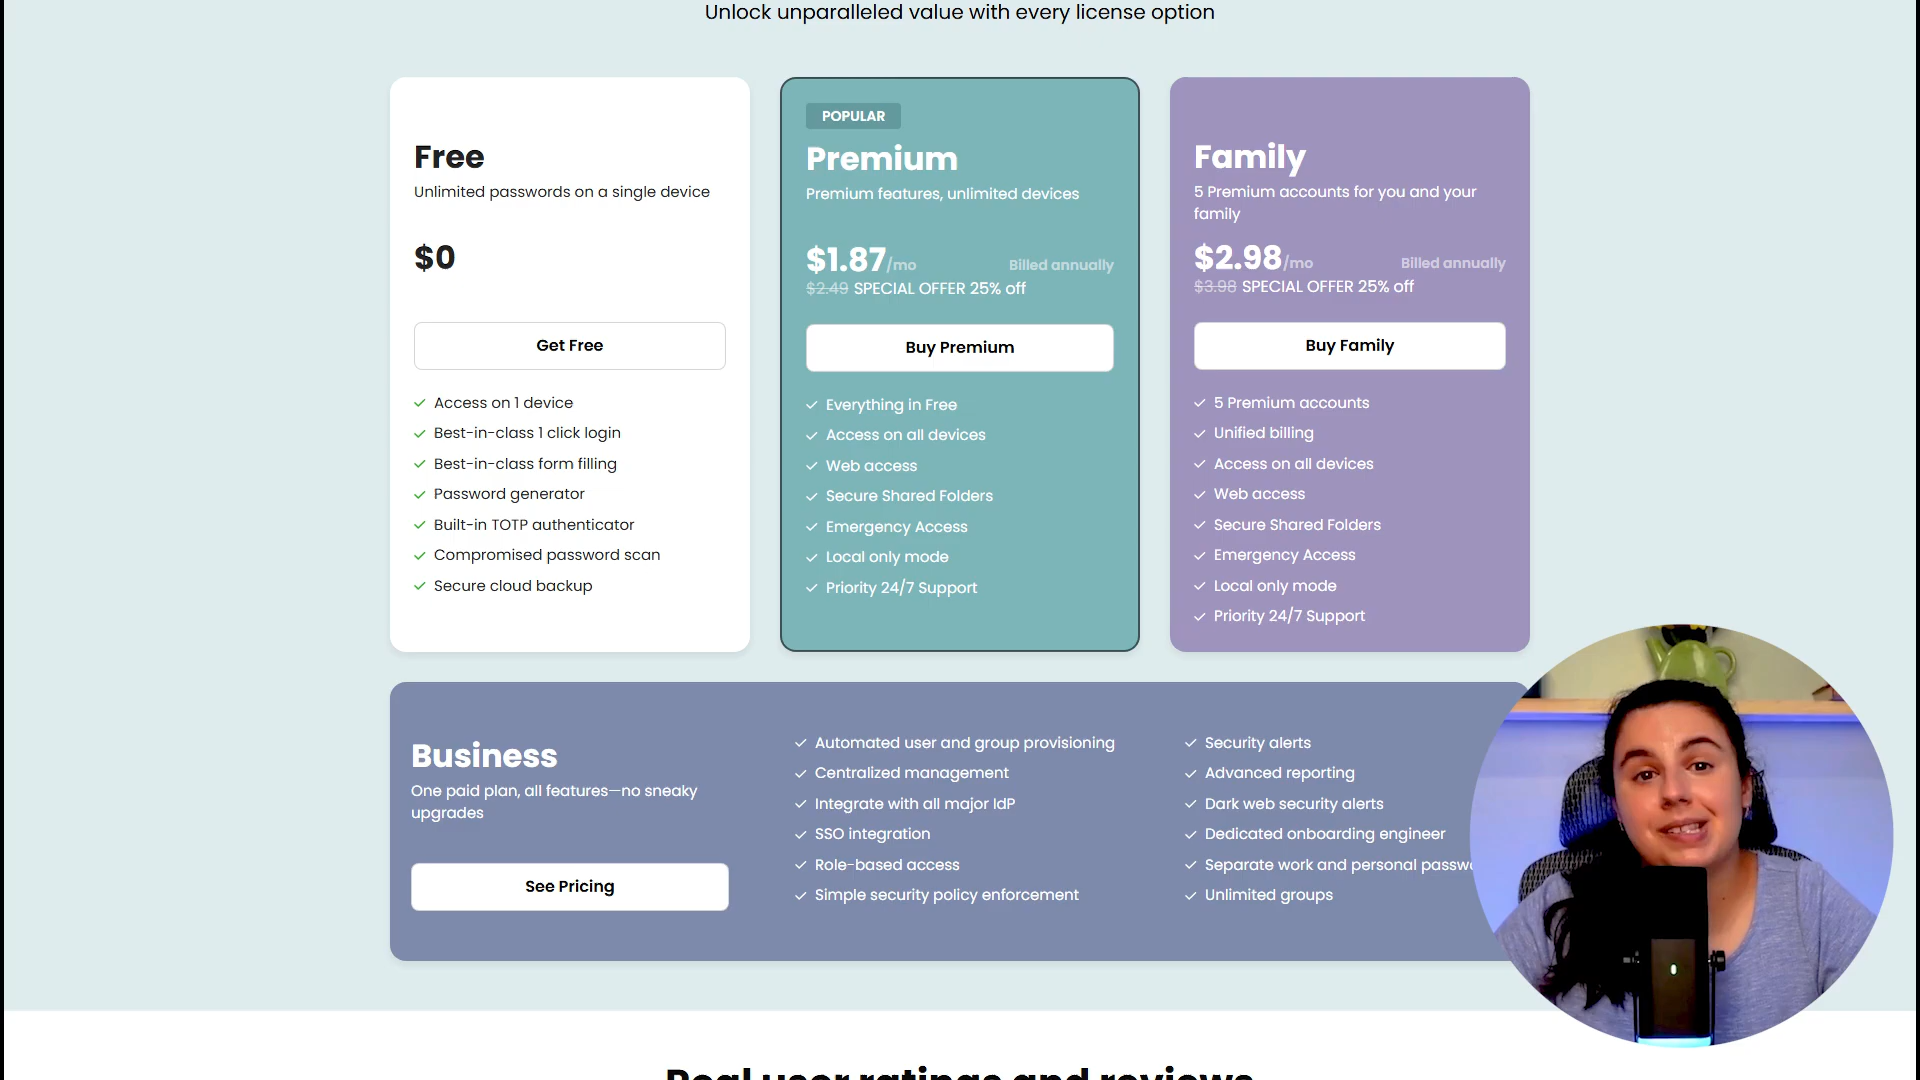 Unlock unparalleled value with every license option
Free
Unlimited passwords on a single device
$0
Get Free
Access on 1 device
Best-in-class 1 click login
Best-in-class form filling
Password generator
Built-in TOTP authenticator
Compromised password scan
Secure cloud backup
POPULAR
Premium
Premium features, unlimited devices
$1.87/mo Billed annually
$2.49 SPECIAL OFFER 25% off
Buy Premium
Everything in Free
Access on all devices
Web access
Secure Shared Folders
Emergency Access
Local only mode
Priority 24/7 Support
Family
5 Premium accounts for you and your
family
$2.98/mo Billed annually
$3.98 SPECIAL OFFER 25% off
Buy Family
5 Premium accounts
Unified billing
Access on all devices
Web access
Secure Shared Folders
Emergency Access
Local only mode
Priority 24/7 Support
Business
One paid plan, all features—no sneaky
upgrades
See Pricing
Automated user and group provisioning
Centralized management
Integrate with all major IdP
SSO integration
Role-based access
Simple security policy enforcement
Security alerts
Advanced reporting
Dark web security alerts
Dedicated onboarding engineer
Separate work and personal
Unlimited groups
Real user ratings and reviews